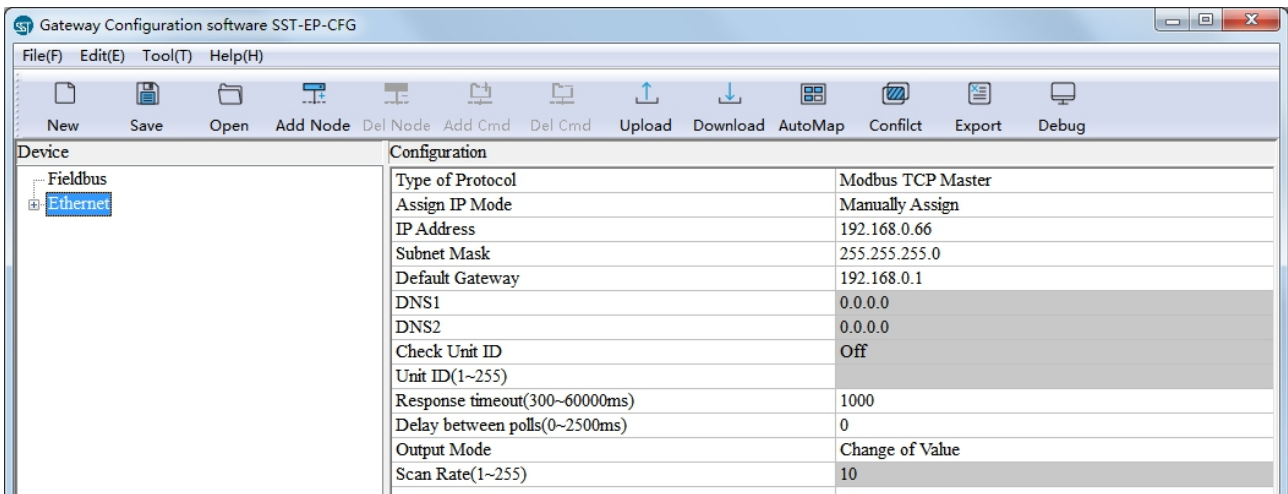 SST Gateway Configuration software SST-EP-CFG
File(F) Edit(E) Tool(T) Help(H)
New Save Open Add Node Del Node Add Cmd Del Cmd Upload Download AutoMap Confilct Export Debug
Device Configuration
Fieldbus Type of Protocol Modbus TCP Master
Ethernet Assign IP Mode Manually Assign
IP Address 192.168.0.66
Subnet Mask 255.255.255.0
Default Gateway 192.168.0.1
DNS1 0.0.0.0
DNS2 0.0.0.0
Check Unit ID Off
Unit ID(1~255)
Response timeout(300~60000ms) 1000
Delay between polls(0~2500ms) 0
Output Mode Change of Value
Scan Rate(1~255) 10